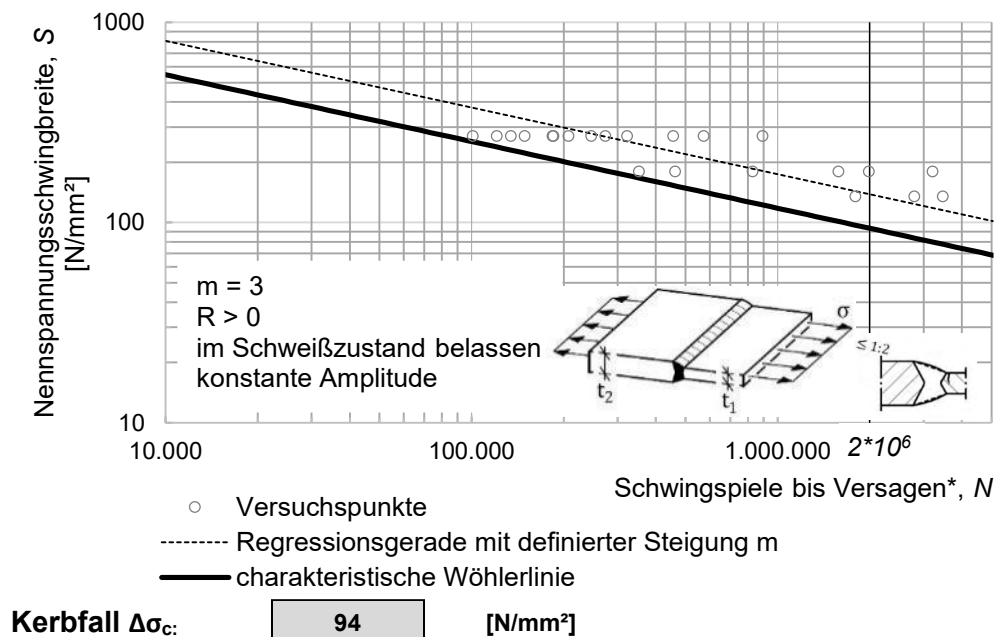 1000
100
10
Nennspannungsschwingbreite, S
[N/mm²]
m = 3
R > 0
im Schweißzustand belassen
konstante Amplitude
t₂
t₁
σ
≤ 1:2
10.000
100.000
1.000.000
2*10⁶
Schwingspiele bis Versagen*, N
Versuchspunkte
Regressionsgerade mit definierter Steigung m
charakteristische Wöhlerlinie
Kerbfall Δσc: 94 [N/mm²]